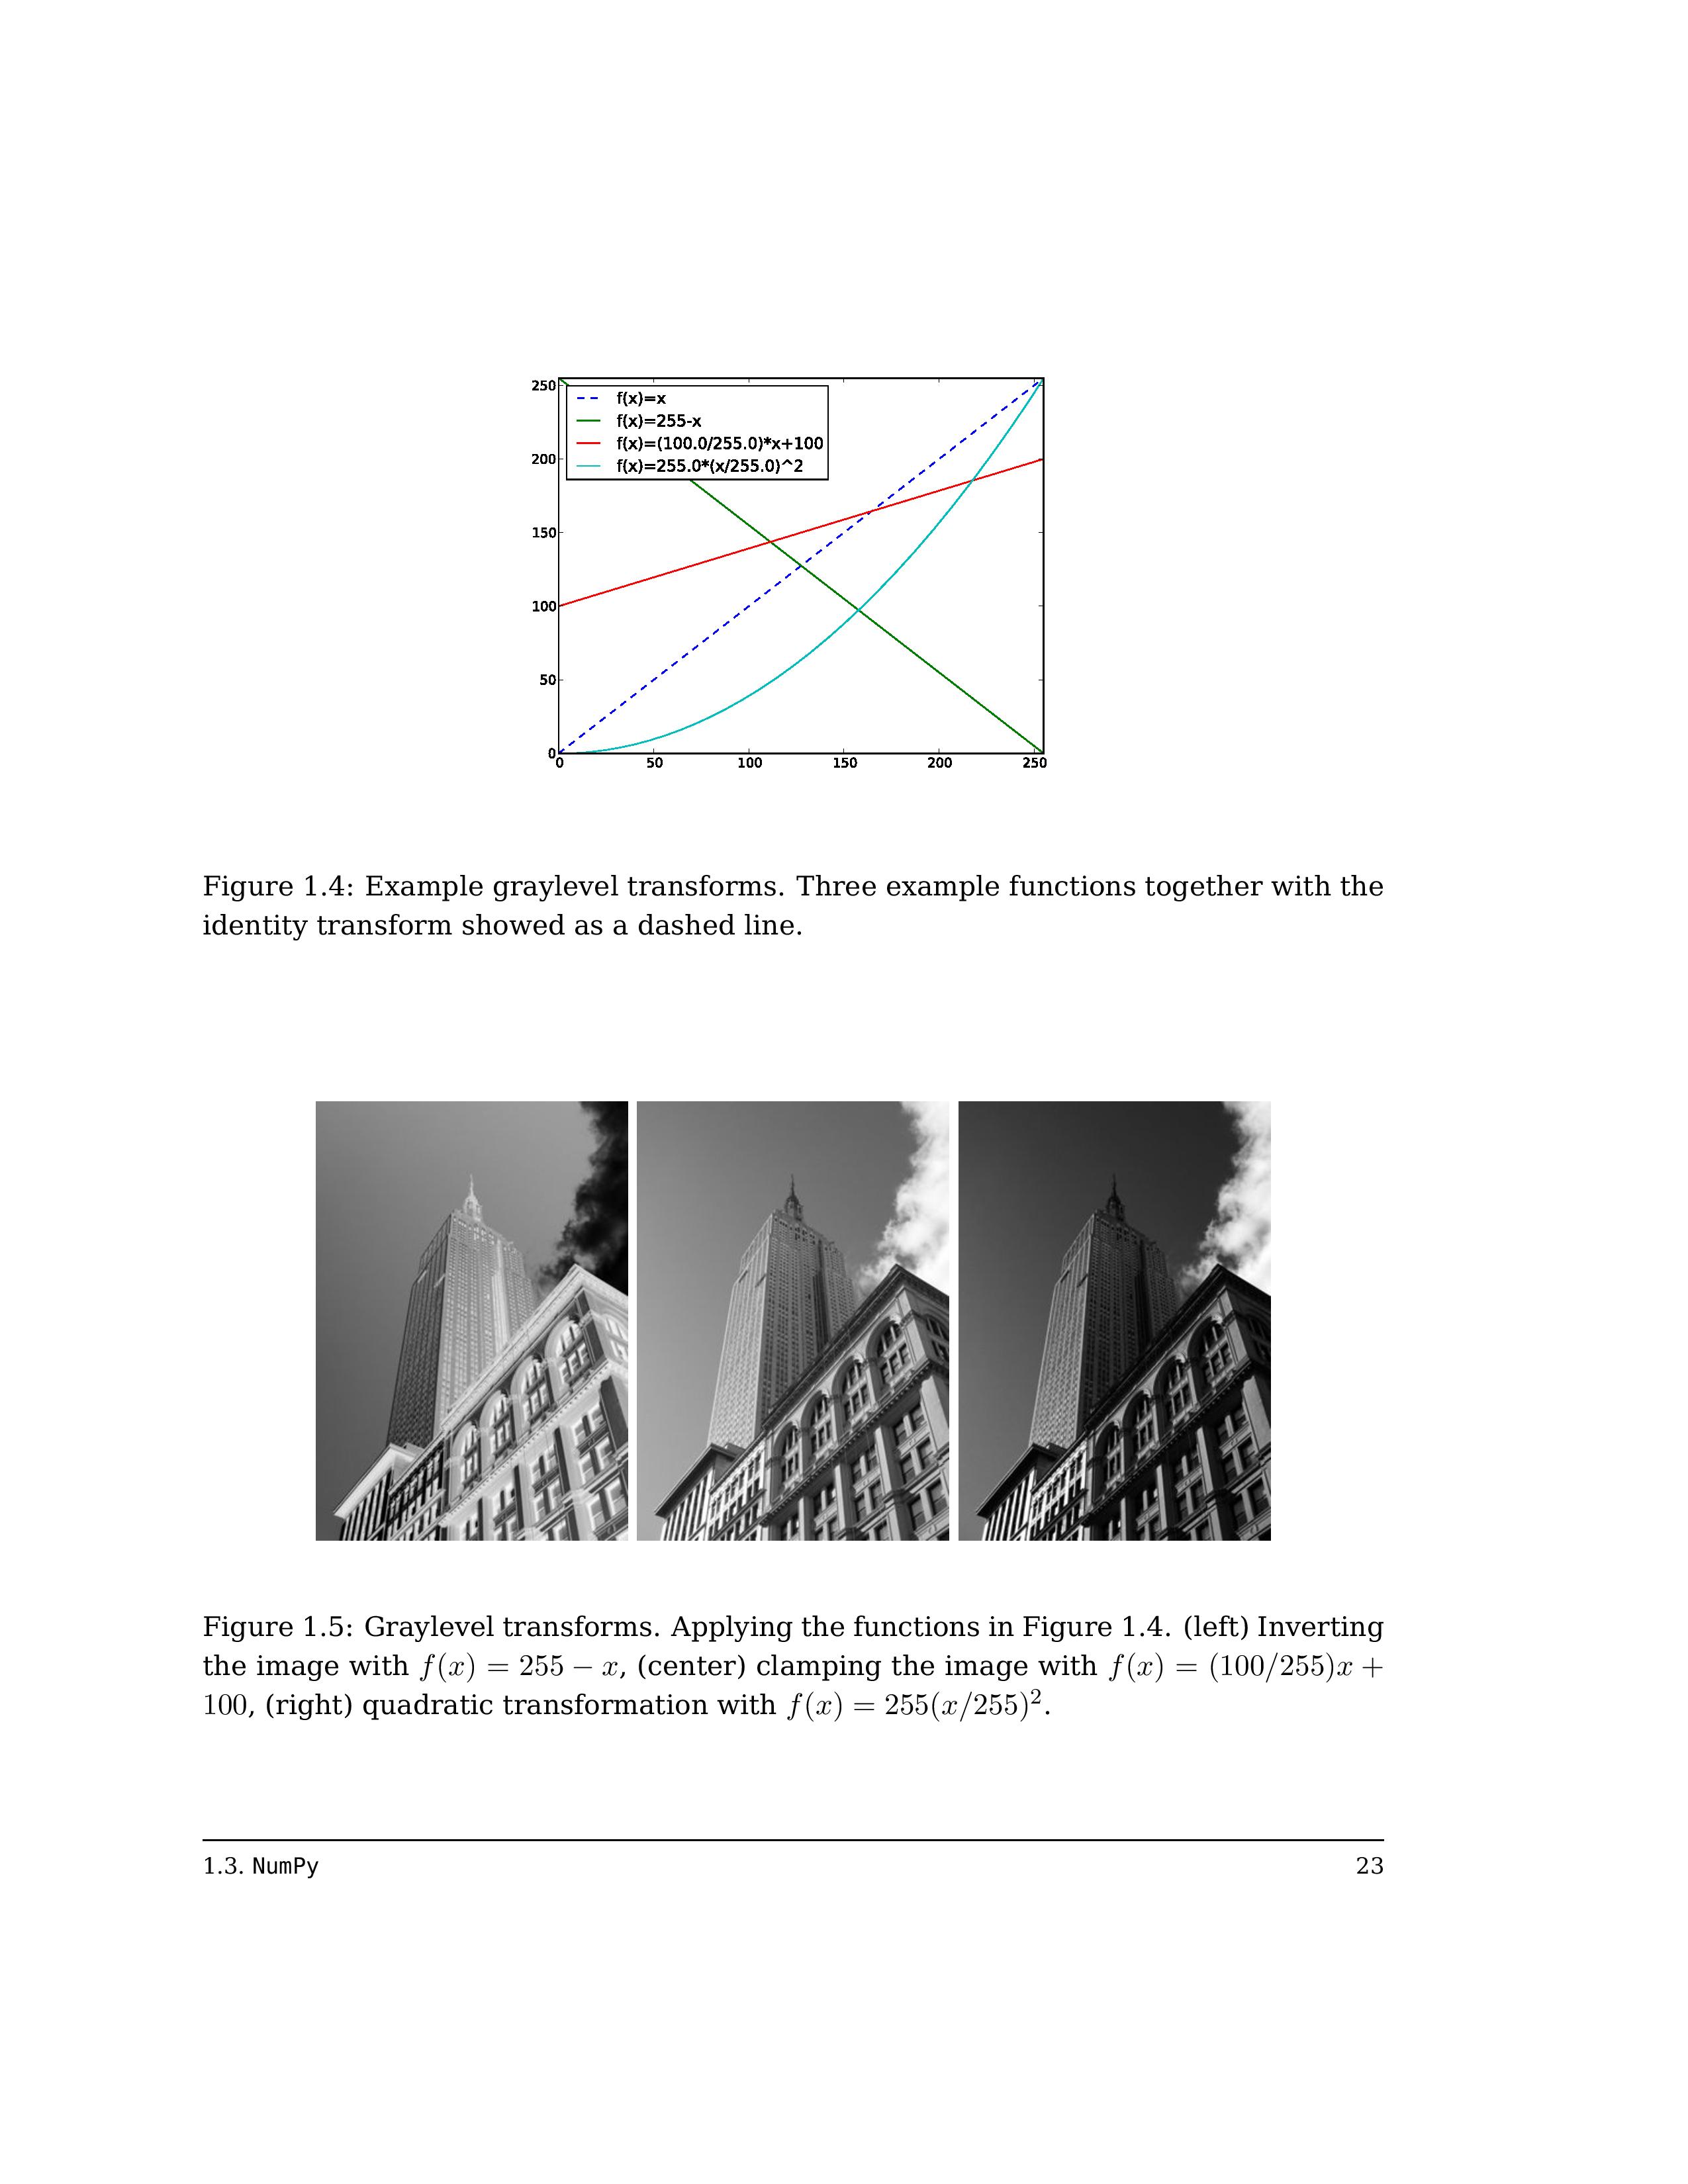 250
200
150
100
50
0
f(x)=x
f(x)=255-x
f(x)=(100.0/255.0)*x+100
f(x)=255.0*(x/255.0)^2
0 50 100 150 200 250
Figure 1.4: Example graylevel transforms. Three example functions together with the
identity transform showed as a dashed line.
Figure 1.5: Graylevel transforms. Applying the functions in Figure 1.4. (left) Inverting
the image with f(x) = 255 − x, (center) clamping the image with f(x) = (100/255)x +
100, (right) quadratic transformation with f(x) = 255(x/255)².
1.3. NumPy 23